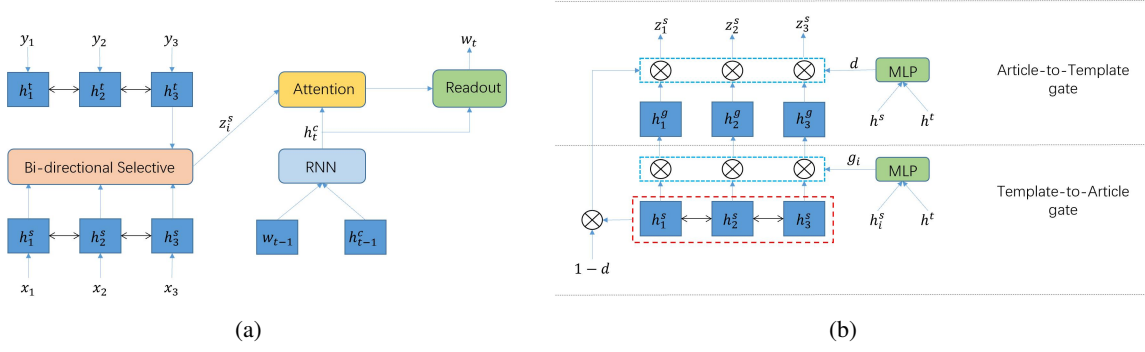 y₁ y₂ y₃
h₁ᵗ h₂ᵗ h₃ᵗ
Bi-directional Selective
h₁ˢ h₂ˢ h₃ˢ
x₁ x₂ x₃
zᵢˢ
wₜ
Attention
Readout
hₜᶜ
RNN
wₜ₋₁ hₜ₋₁ᶜ
(a)
z₁ˢ z₂ˢ z₃ˢ
d
MLP
hˢ hᵗ
Article-to-Template
gate
h₁ᵍ h₂ᵍ h₃ᵍ
gᵢ
MLP
hᵢˢ hᵗ
Template-to-Article
gate
h₁ˢ h₂ˢ h₃ˢ
1 − d
(b)